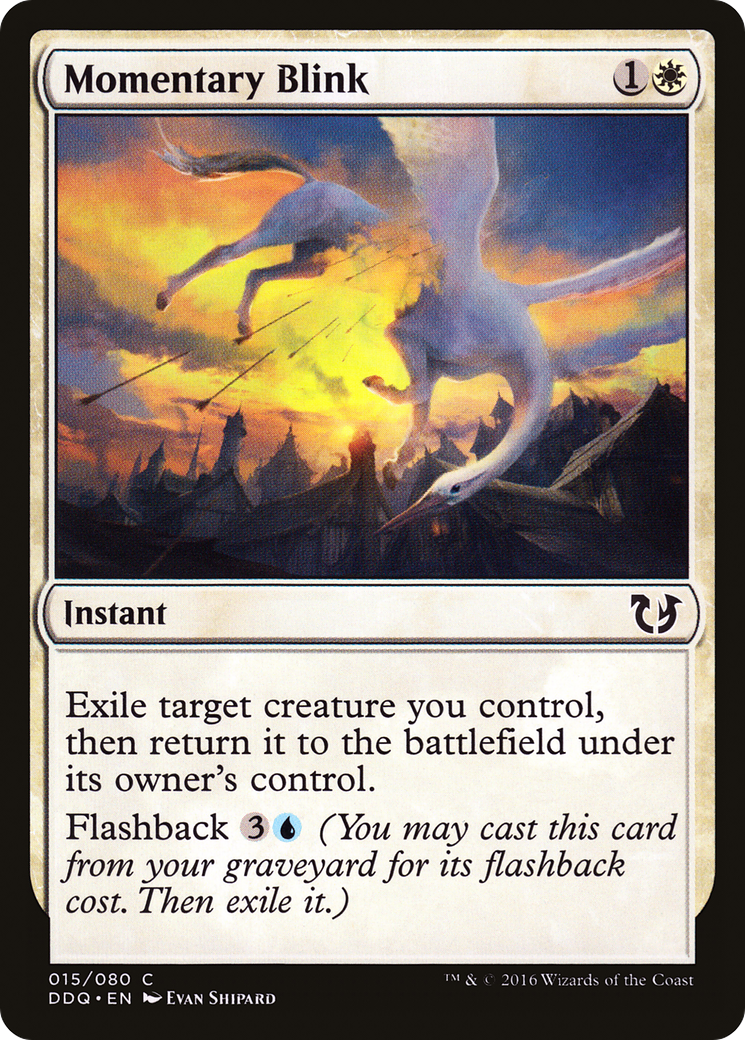 Momentary Blink 1
Instant
Exile target creature you control,
then return it to the battlefield under
its owner's control.
Flashback 3 (You may cast this card
from your graveyard for its flashback
cost. Then exile it.)
015/080 C
DDQ • EN Evan Shipard
™ & © 2016 Wizards of the Coast